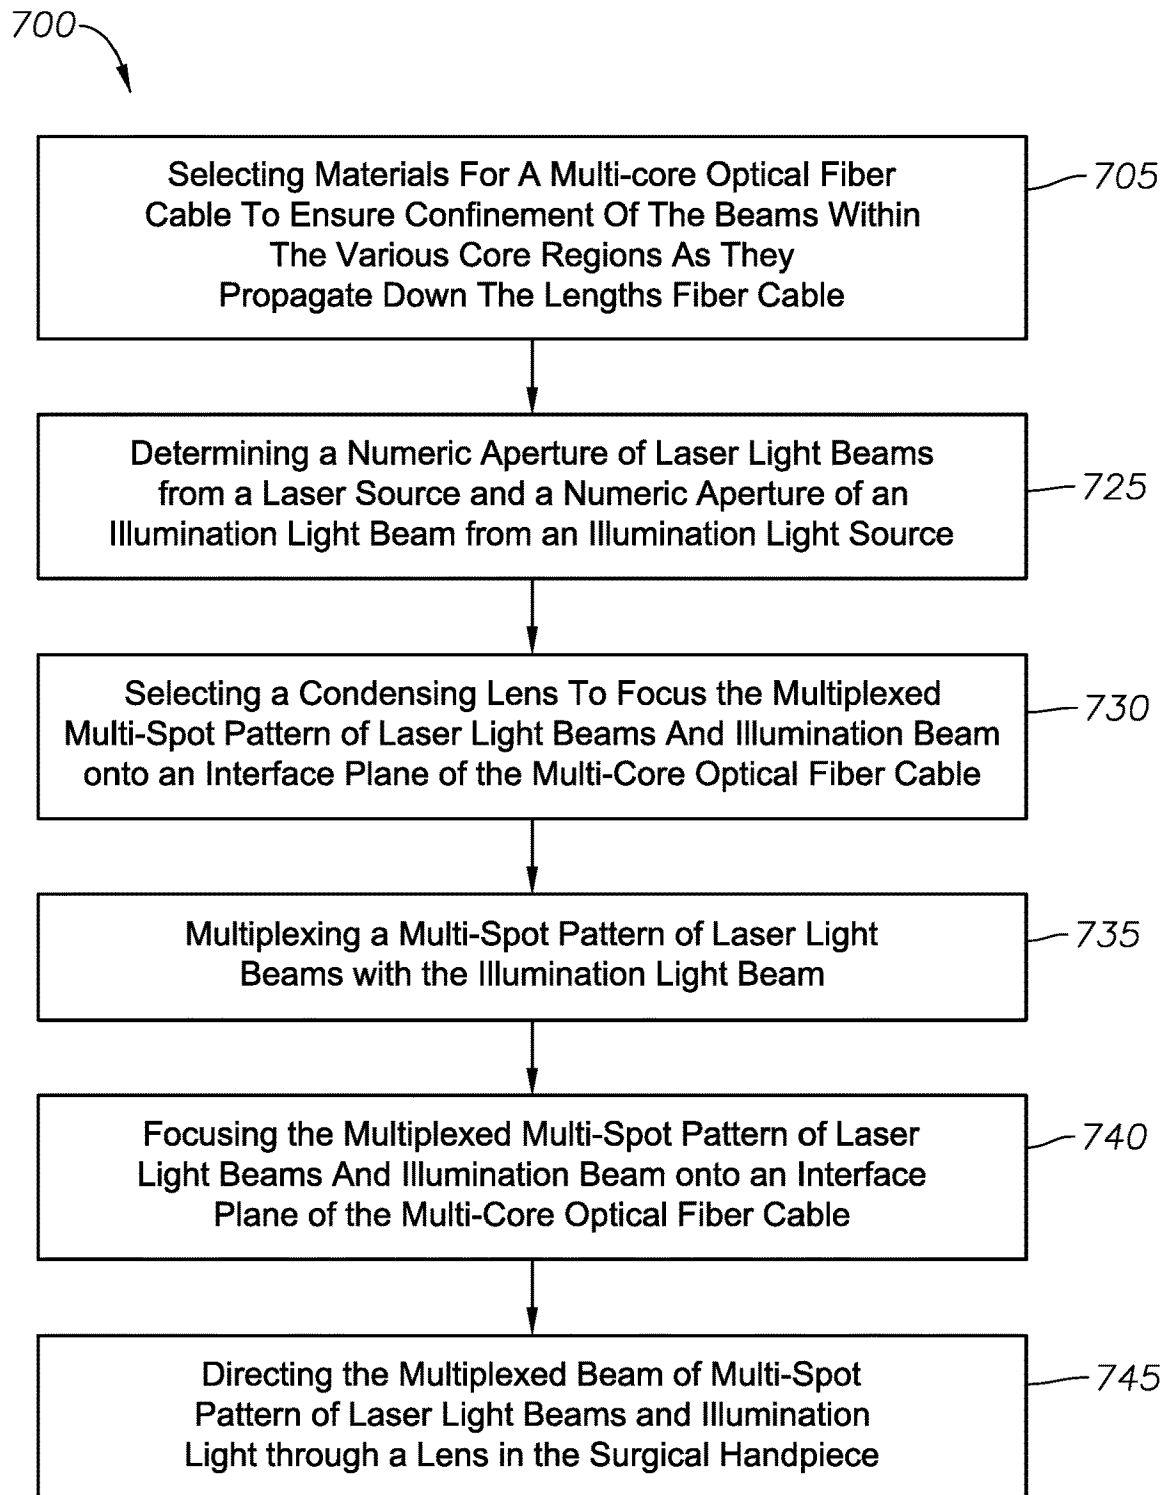 700
Selecting Materials For A Multi-core Optical Fiber
Cable To Ensure Confinement Of The Beams Within
The Various Core Regions As They
Propagate Down The Lengths Fiber Cable
705
Determining a Numeric Aperture of Laser Light Beams
from a Laser Source and a Numeric Aperture of an
Illumination Light Beam from an Illumination Light Source
725
Selecting a Condensing Lens To Focus the Multiplexed
Multi-Spot Pattern of Laser Light Beams And Illumination Beam
onto an Interface Plane of the Multi-Core Optical Fiber Cable
730
Multiplexing a Multi-Spot Pattern of Laser Light
Beams with the Illumination Light Beam
735
Focusing the Multiplexed Multi-Spot Pattern of Laser
Light Beams And Illumination Beam onto an Interface
Plane of the Multi-Core Optical Fiber Cable
740
Directing the Multiplexed Beam of Multi-Spot
Pattern of Laser Light Beams and Illumination
Light through a Lens in the Surgical Handpiece
745